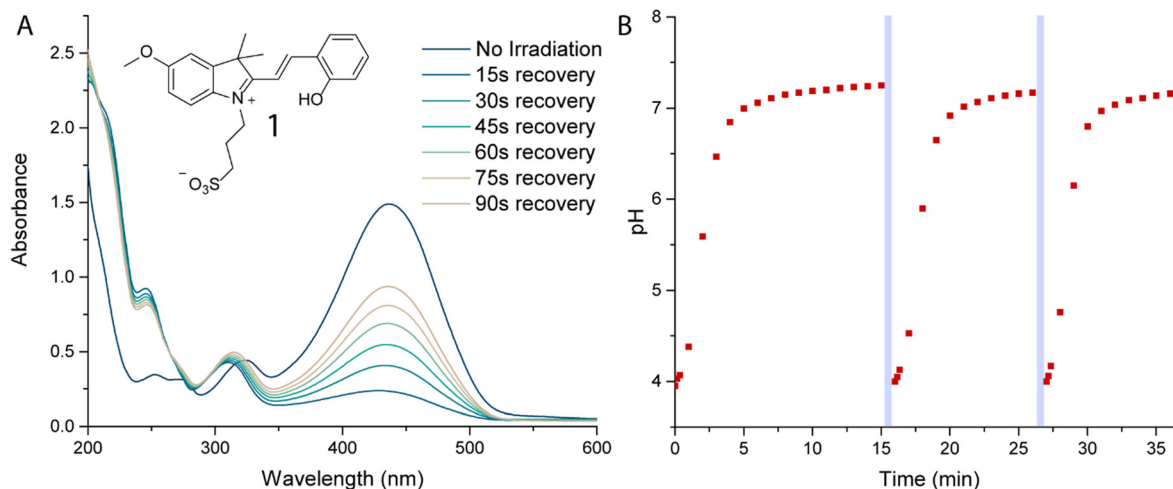 A
2.5
2.0
1.5
1.0
0.5
0.0
Absorbance
200
300
400
500
600
Wavelength (nm)
O
N
+
HO
1
-
O₃S
No Irradiation
15s recovery
30s recovery
45s recovery
60s recovery
75s recovery
90s recovery
B
8
7
6
5
4
pH
0
5
10
15
20
25
30
35
Time (min)